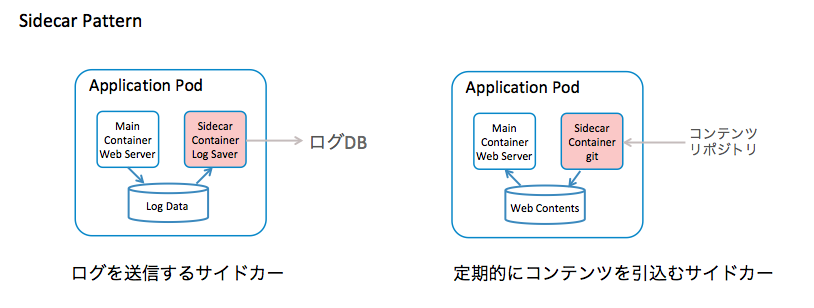 Sidecar Pattern
Application Pod
Main
Container
Web Server
Sidecar
Container
Log Saver
ログDB
Log Data
ログを送信するサイドカー
Application Pod
Main
Container
Web Server
Sidecar
Container
git
コンテンツ
リポジトリ
Web Contents
定期的にコンテンツを引込むサイドカー